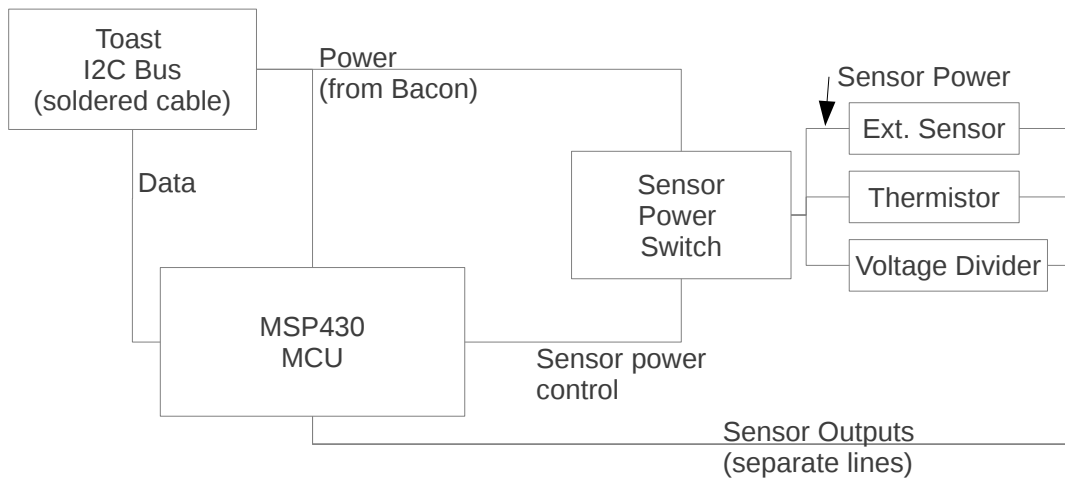 Toast
I2C Bus
(soldered cable)
Power
(from Bacon)
Sensor Power
Ext. Sensor
Data
Sensor
Power
Switch
Thermistor
Voltage Divider
MSP430
MCU
Sensor power
control
Sensor Outputs
(separate lines)